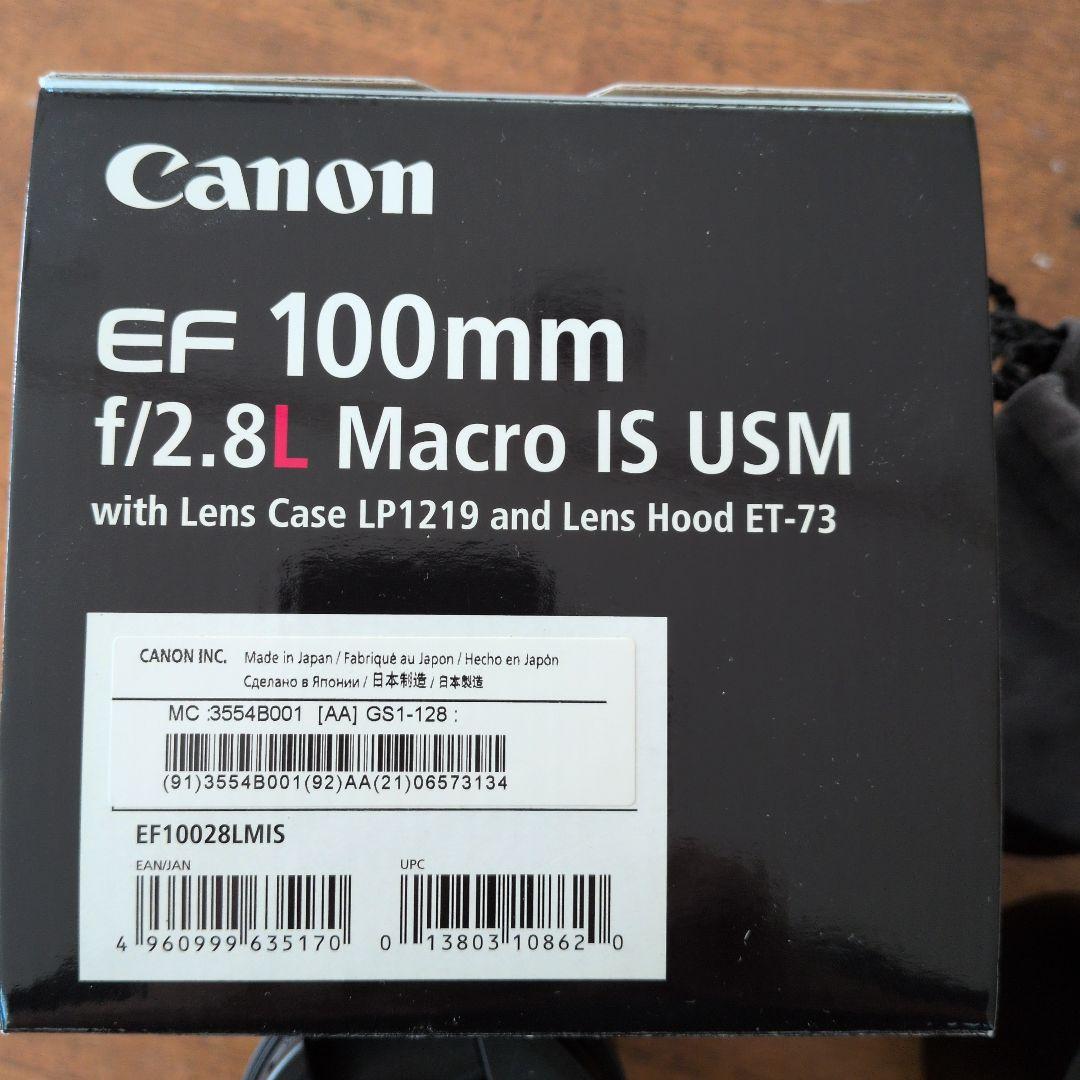 Canon
EF 100mm
f/2.8L Macro IS USM
with Lens Case LP1219 and Lens Hood ET-73
CANON INC. Made in Japan / Fabriqué au Japon / Hecho en Japón
Сделано в Японии / 日本制造 / 日本製造
MC :3554B001 [AA] GS1-128 :
(91)3554B001(92)AA(21)06573134
EF10028LMIS
EAN/JAN UPC
4 960999 635170 0 13803 10862 0